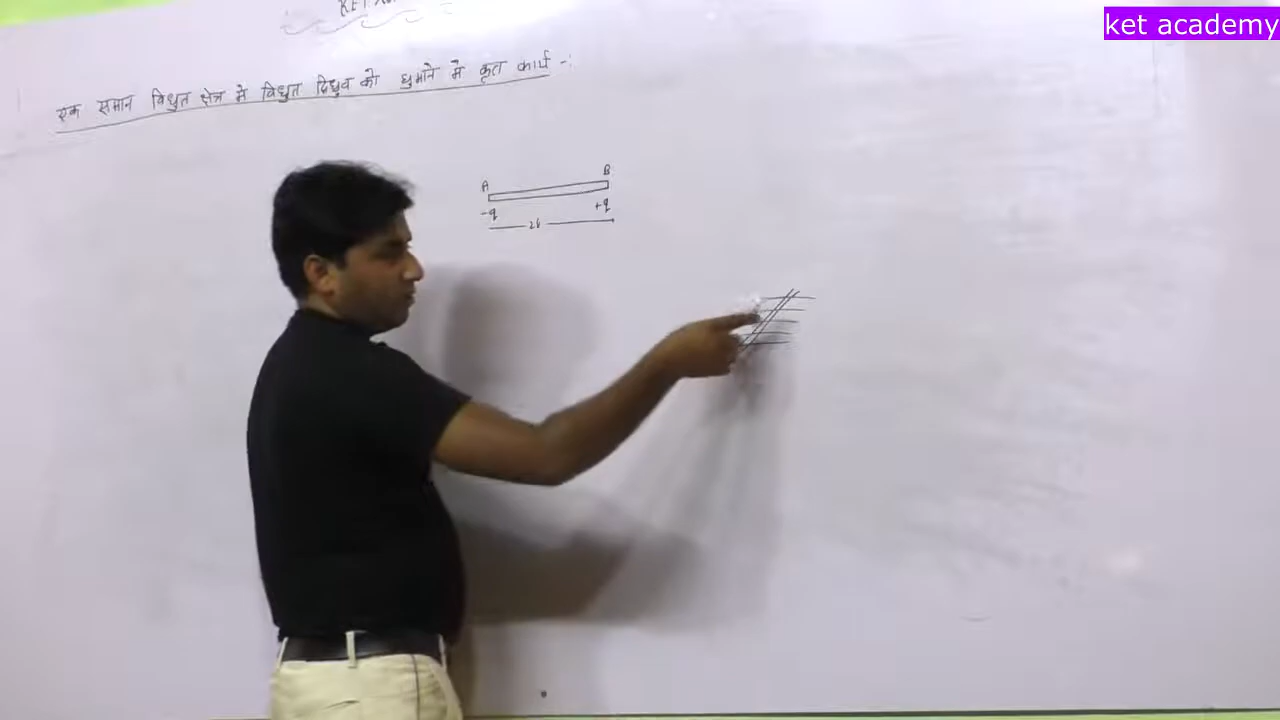 ket academy
एक समान विधुत क्षेत्र में विधुत द्विधुव को घुमाने में कृत कार्य -:
A B
-q +q
2l